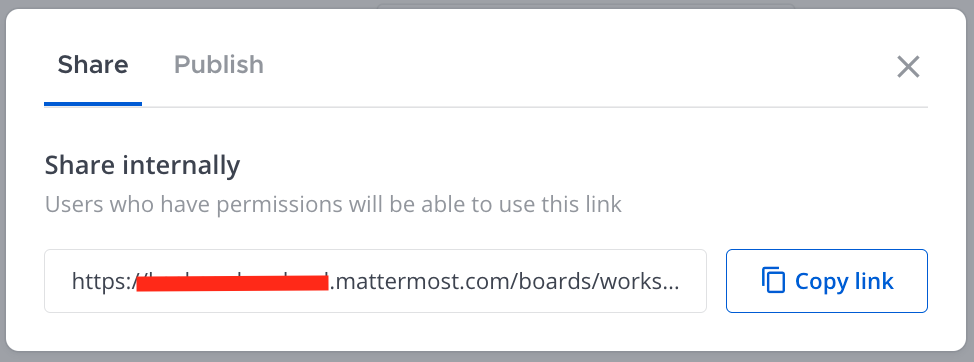 Share Publish
Share internally
Users who have permissions will be able to use this link
https:/ .mattermost.com/boards/works...
Copy link